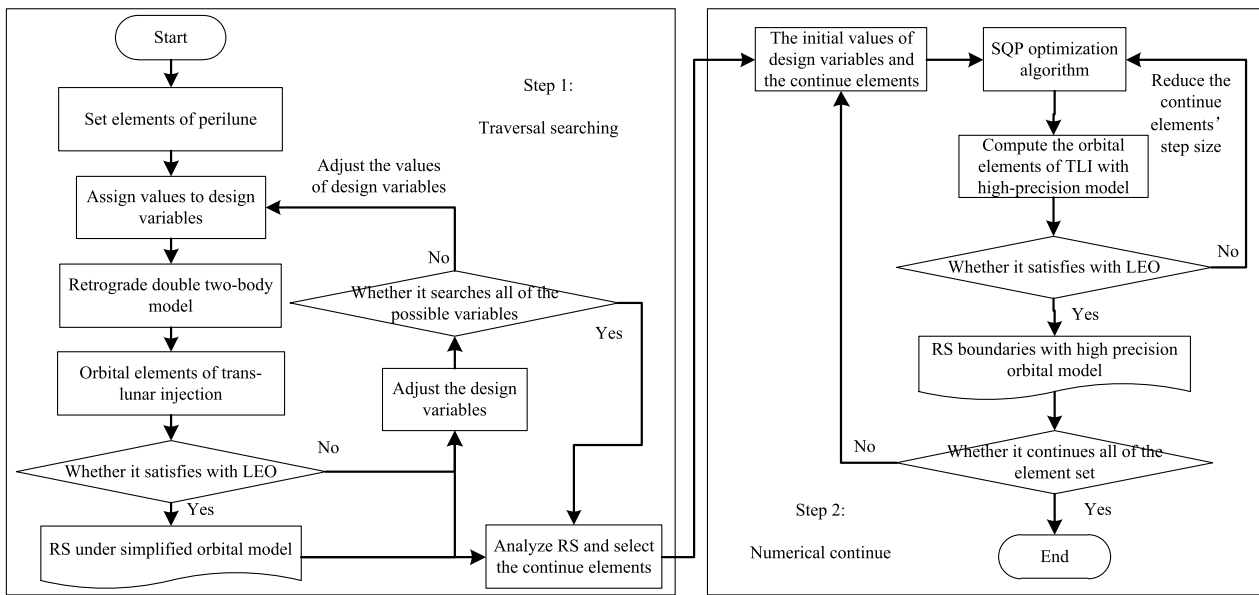 Start
Set elements of perilune
Step 1:
Traversal searching
Adjust the values
of design variables
Assign values to design
variables
No
Retrograde double two-body
model
Whether it searches all of the
possible variables
Yes
Orbital elements of trans-
lunar injection
Adjust the design
variables
No
Whether it satisfies with LEO
Yes
RS under simplified orbital model
Analyze RS and select
the continue elements
The initial values of
design variables and
the continue elements
SQP optimization
algorithm
Reduce the
continue
elements’
step size
Compute the orbital
elements of TLI with
high-precision model
No
Whether it satisfies with LEO
Yes
RS boundaries with high precision
orbital model
No
Whether it continues all of the
element set
Yes
Step 2:
Numerical continue
End